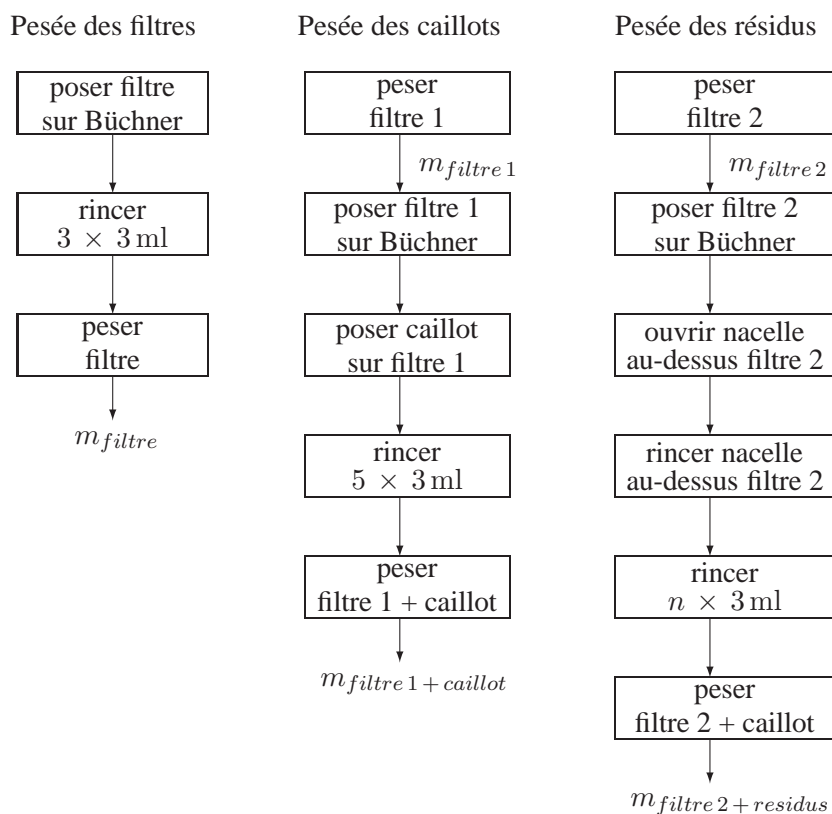 Pesée des filtres
poser filtre
sur Büchner
rincer
3 × 3 ml
peser
filtre
m_filtre
Pesée des caillots
peser
filtre 1
m_filtre 1
poser filtre 1
sur Büchner
poser caillot
sur filtre 1
rincer
5 × 3 ml
peser
filtre 1 + caillot
m_filtre 1 + caillot
Pesée des résidus
peser
filtre 2
m_filtre 2
poser filtre 2
sur Büchner
ouvrir nacelle
au-dessus filtre 2
rincer nacelle
au-dessus filtre 2
rincer
n × 3 ml
peser
filtre 2 + caillot
m_filtre 2 + residus